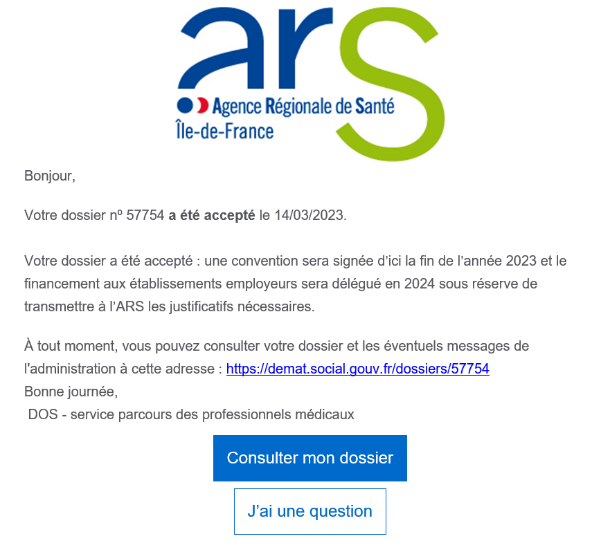 ars
Agence Régionale de Santé
Île-de-France
Bonjour,
Votre dossier nº 57754 a été accepté le 14/03/2023.
Votre dossier a été accepté : une convention sera signée d'ici la fin de l'année 2023 et le
financement aux établissements employeurs sera délégué en 2024 sous réserve de
transmettre à l'ARS les justificatifs nécessaires.
À tout moment, vous pouvez consulter votre dossier et les éventuels messages de
l'administration à cette adresse : https://demat.social.gouv.fr/dossiers/57754
Bonne journée,
DOS - service parcours des professionnels médicaux
Consulter mon dossier
J'ai une question